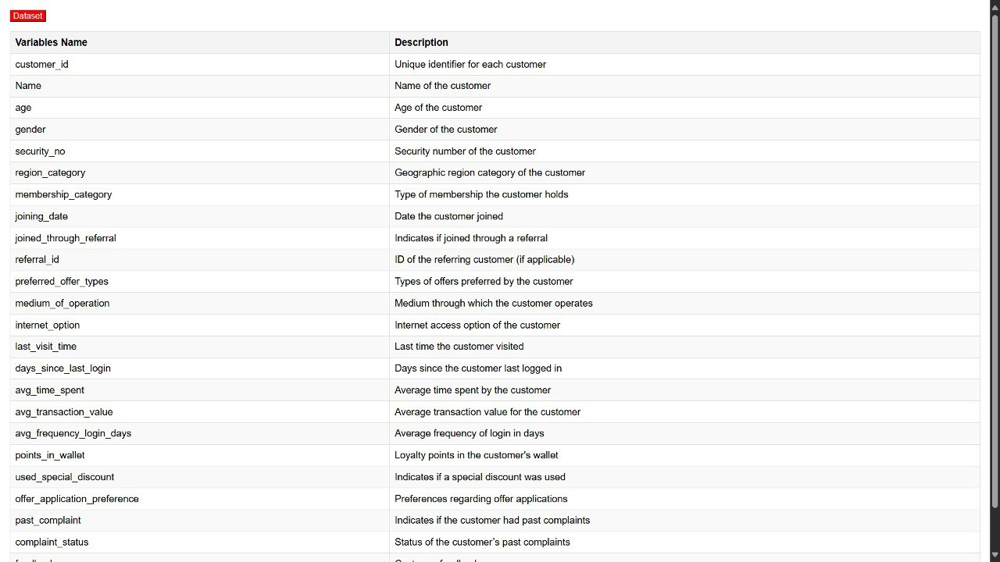 Dataset
Variables Name Description
customer_id Unique identifier for each customer
Name Name of the customer
age Age of the customer
gender Gender of the customer
security_no Security number of the customer
region_category Geographic region category of the customer
membership_category Type of membership the customer holds
joining_date Date the customer joined
joined_through_referral Indicates if joined through a referral
referral_id ID of the referring customer (if applicable)
preferred_offer_types Types of offers preferred by the customer
medium_of_operation Medium through which the customer operates
internet_option Internet access option of the customer
last_visit_time Last time the customer visited
days_since_last_login Days since the customer last logged in
avg_time_spent Average time spent by the customer
avg_transaction_value Average transaction value for the customer
avg_frequency_login_days Average frequency of login in days
points_in_wallet Loyalty points in the customer's wallet
used_special_discount Indicates if a special discount was used
offer_application_preference Preferences regarding offer applications
past_complaint Indicates if the customer had past complaints
complaint_status Status of the customer's past complaints